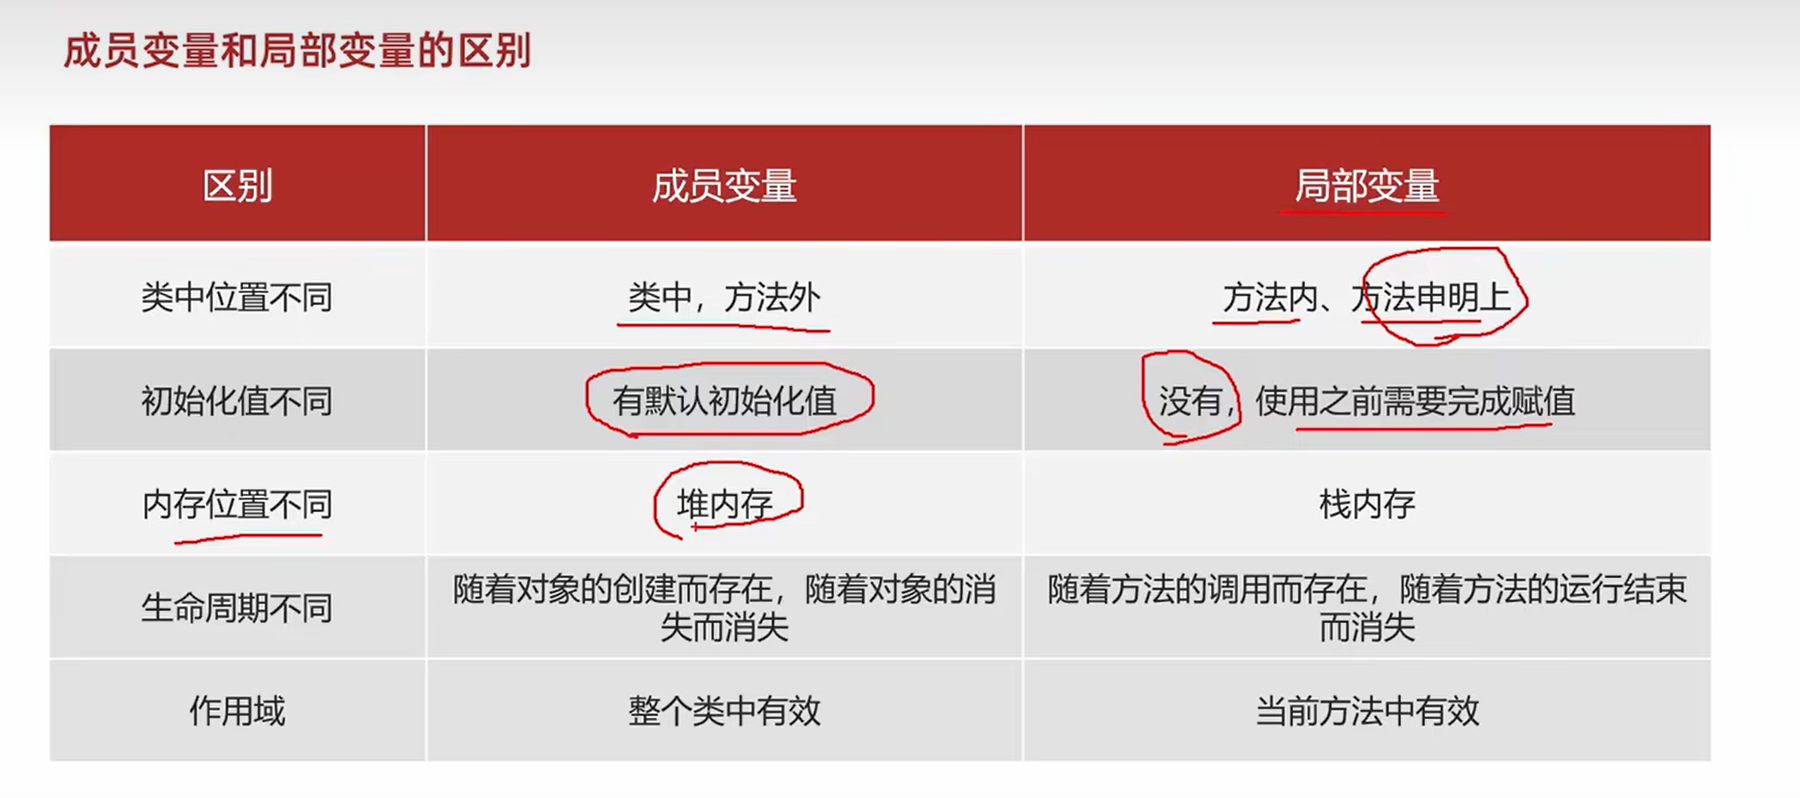 成员变量和局部变量的区别
区别 成员变量 局部变量
类中位置不同 类中，方法外 方法内、方法申明上
初始化值不同 有默认初始化值 没有，使用之前需要完成赋值
内存位置不同 堆内存 栈内存
生命周期不同 随着对象的创建而存在，随着对象的消
失而消失 随着方法的调用而存在，随着方法的运行结束
而消失
作用域 整个类中有效 当前方法中有效